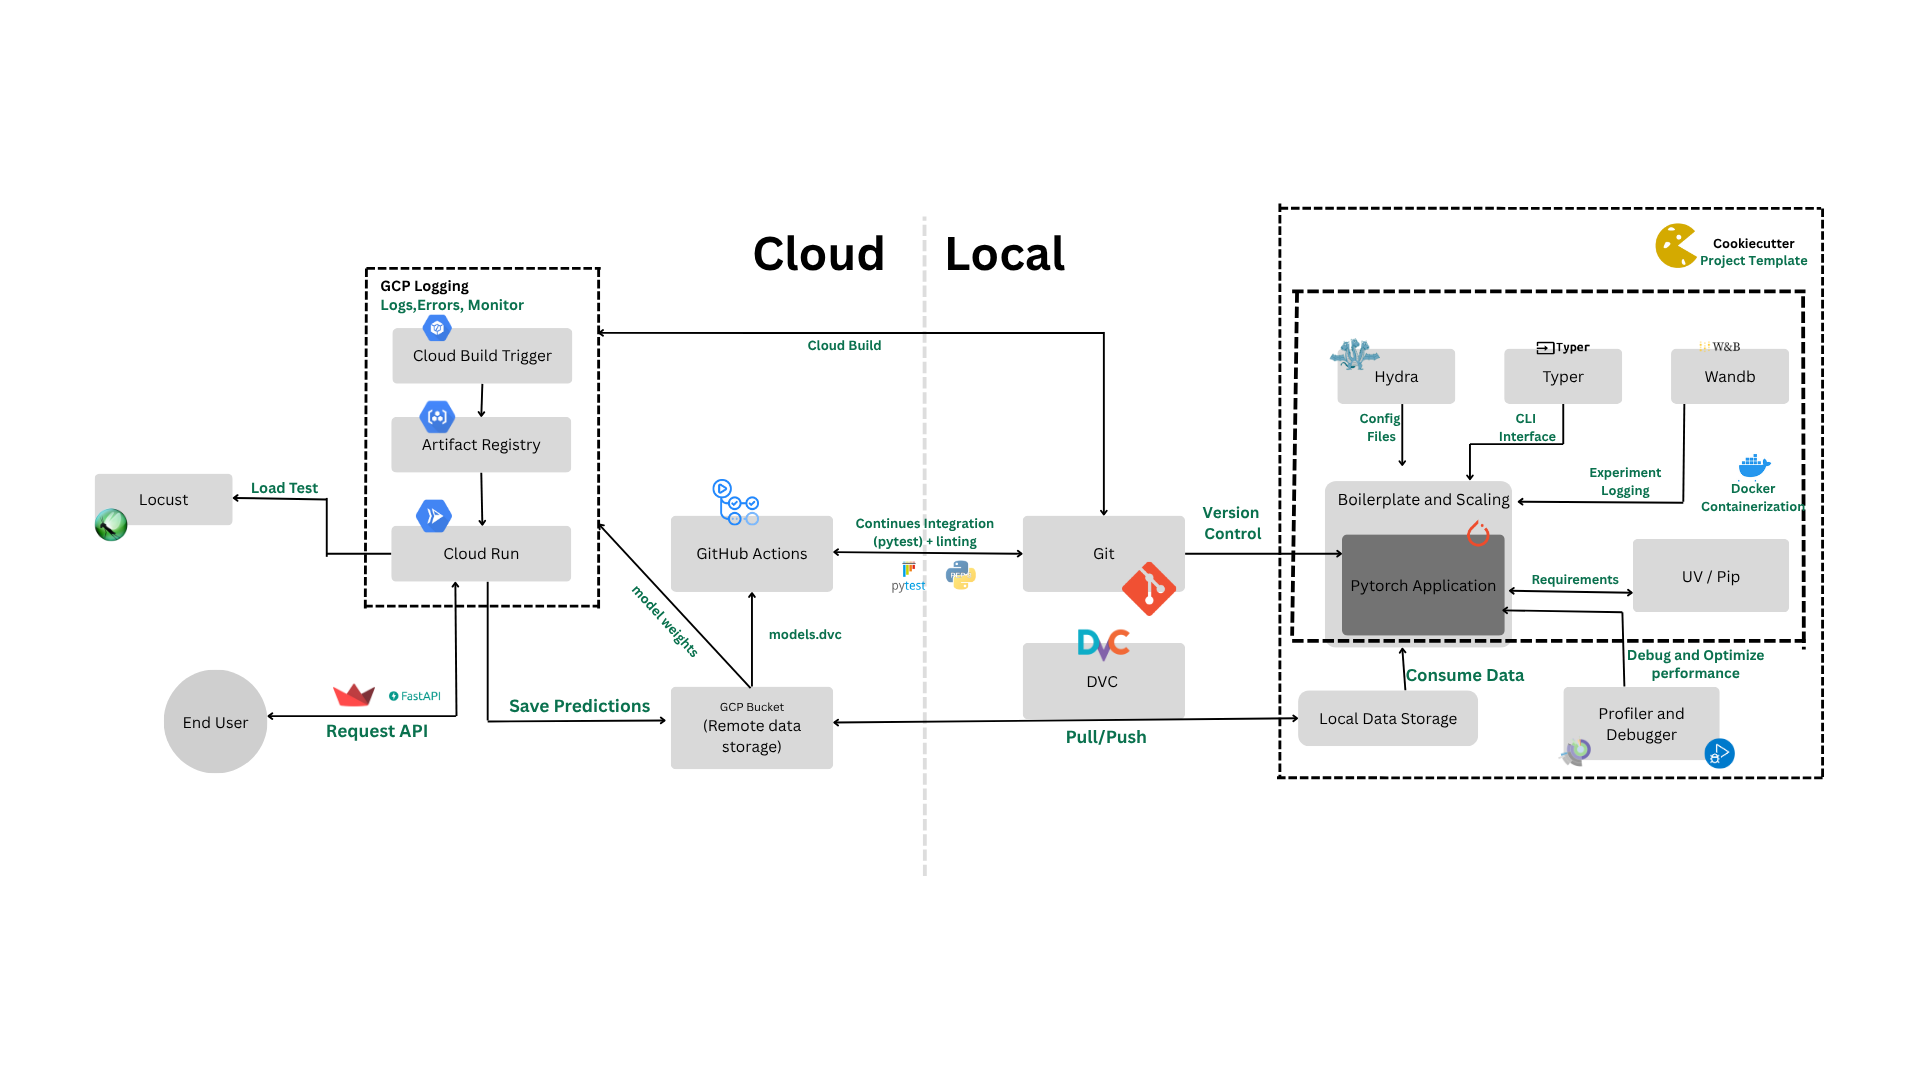 Cloud
Local
Cookiecutter
Project Template
GCP Logging
Logs,Errors, Monitor
Cloud Build Trigger
Cloud Build
Artifact Registry
Cloud Run
Locust
Load Test
End User
FastAPI
Request API
Save Predictions
model weights
GitHub Actions
models.dvc
GCP Bucket
(Remote data
storage)
Continues Integration
(pytest) + linting
pytest
Git
Version
Control
DVC
DVC
Pull/Push
Hydra
Typer
Typer
W&B
Wandb
Config
Files
CLI
Interface
Experiment
Logging
Docker
Containerization
Boilerplate and Scaling
Pytorch Application
Requirements
UV / Pip
Debug and Optimize
performance
Consume Data
Local Data Storage
Profiler and
Debugger